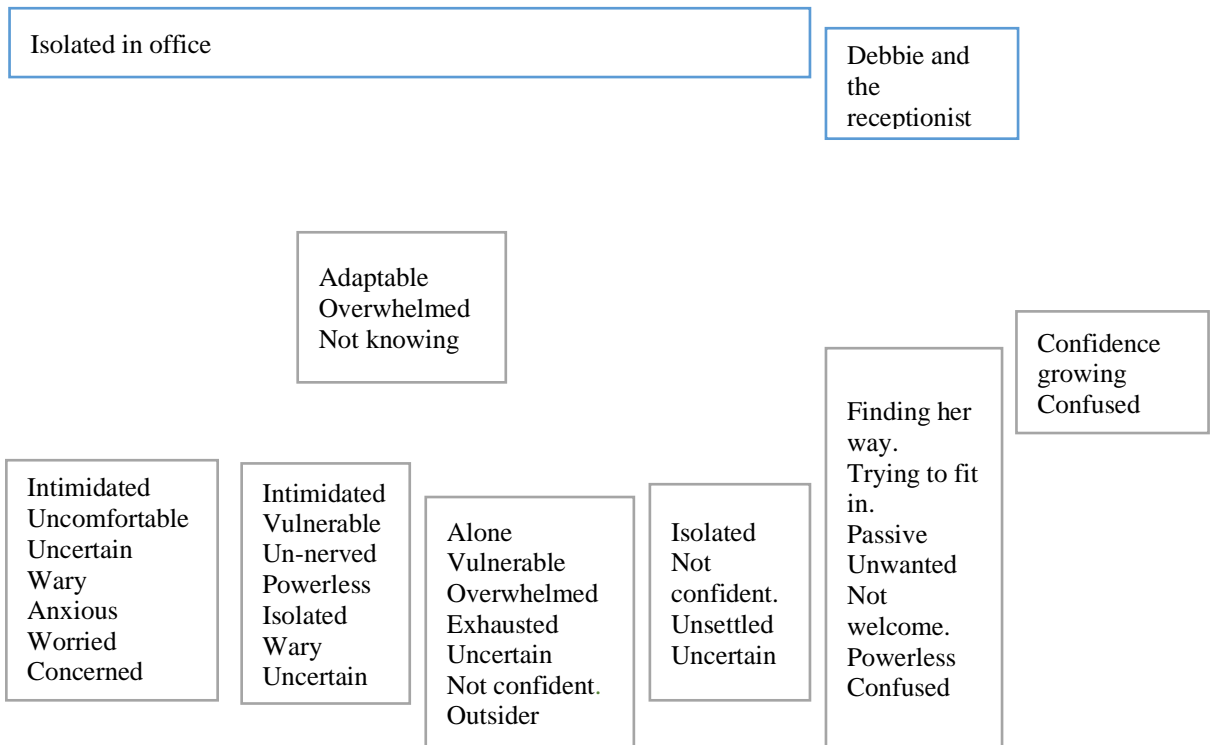 Isolated in office
Debbie and
the
receptionist
Adaptable
Overwhelmed
Not knowing
Confidence
growing
Confused
Intimidated
Uncomfortable
Uncertain
Wary
Anxious
Worried
Concerned
Intimidated
Vulnerable
Un-nerved
Powerless
Isolated
Wary
Uncertain
Alone
Vulnerable
Overwhelmed
Exhausted
Uncertain
Not confident.
Outsider
Isolated
Not
confident.
Unsettled
Uncertain
Finding her
way.
Trying to fit
in.
Passive
Unwanted
Not
welcome.
Powerless
Confused